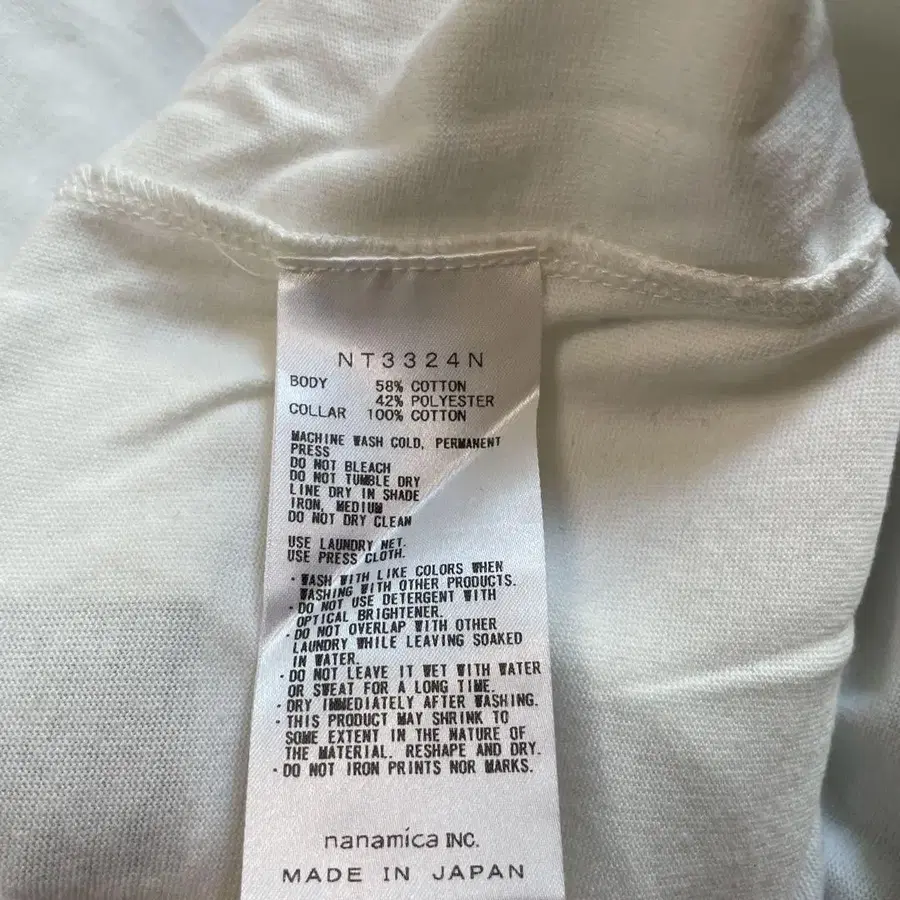 NT3324N
BODY 58% COTTON
42% POLYESTER
COLLAR 100% COTTON
MACHINE WASH COLD, PERMANENT
PRESS
DO NOT BLEACH
DO NOT TUMBLE DRY
LINE DRY IN SHADE
IRON, MEDIUM
DO NOT DRY CLEAN
USE LAUNDRY NET.
USE PRESS CLOTH.
・WASH WITH LIKE COLORS WHEN
WASHING WITH OTHER PRODUCTS.
・DO NOT USE DETERGENT WITH
OPTICAL BRIGHTENER.
・DO NOT OVERLAP WITH OTHER
LAUNDRY WHILE LEAVING SOAKED
IN WATER.
・DO NOT LEAVE IT WET WITH WATER
OR SWEAT FOR A LONG TIME.
・DRY IMMEDIATELY AFTER WASHING.
・THIS PRODUCT MAY SHRINK TO
SOME EXTENT IN THE NATURE OF
THE MATERIAL. RESHAPE AND DRY.
・DO NOT IRON PRINTS NOR MARKS.
nanamica INC.
MADE IN JAPAN